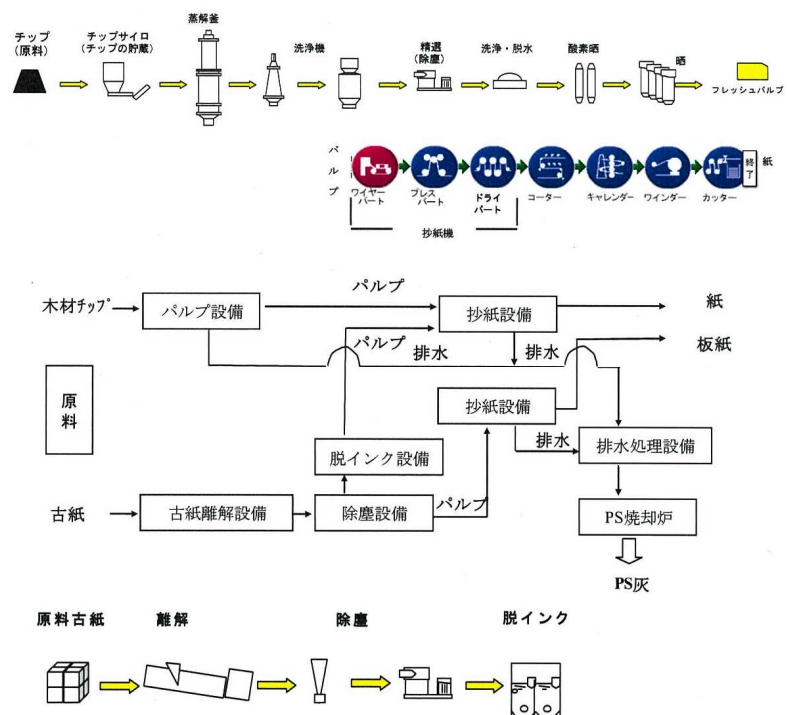 チップ
(原料)
チップサイロ
(チップの貯蔵)
蒸解釜
洗浄機
精選
(除塵)
洗浄・脱水
酸素晒
晒
フレッシュパルプ
パルプ
ワイヤー
パート
プレス
パート
ドライ
パート
コーター
キャレンダー
ワインダー
カッター
終了
紙
抄紙機
木材チップ
パルプ設備
パルプ
抄紙設備
紙
パルプ
排水
排水
板紙
原料
抄紙設備
脱インク設備
排水
排水処理設備
古紙
古紙離解設備
除塵設備
パルプ
PS焼却炉
PS灰
原料古紙
離解
除塵
脱インク